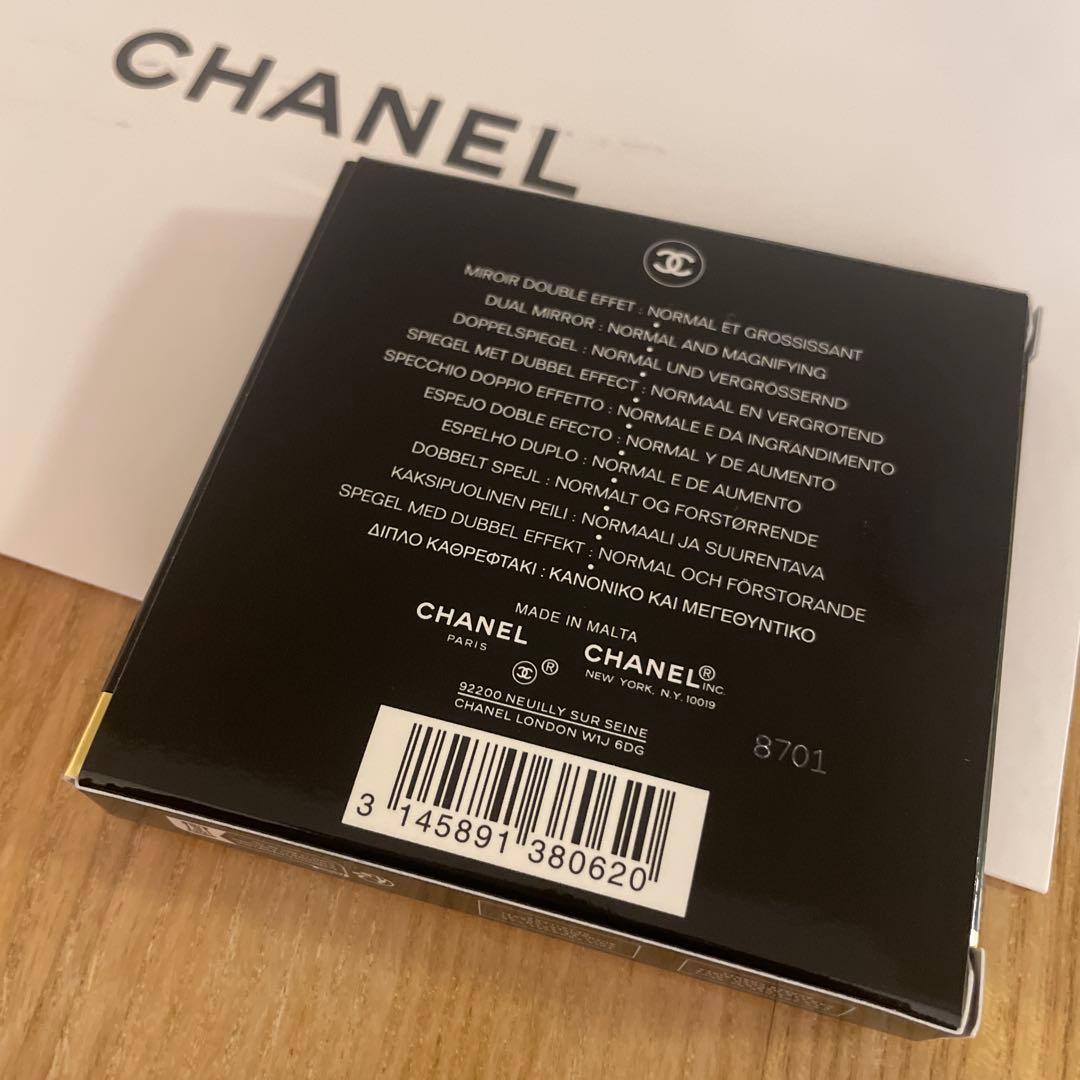 CHANEL
MIROIR DOUBLE EFFET : NORMAL ET GROSSISSANT
DUAL MIRROR : NORMAL AND MAGNIFYING
DOPPELSPIEGEL : NORMAL UND VERGRÖSSERND
SPIEGEL MET DUBBEL EFFECT : NORMAAL EN VERGROTEND
SPECCHIO DOPPIO EFFETTO : NORMALE E DA INGRANDIMENTO
ESPEJO DOBLE EFECTO : NORMAL Y DE AUMENTO
ESPELHO DUPLO : NORMAL E DE AUMENTO
DOBBELT SPEJL : NORMALT OG FORSTØRRENDE
KAKSIPUOLINEN PEILI : NORMAALI JA SUURENTAVA
SPEGEL MED DUBBEL EFFEKT : NORMAL OCH FÖRSTORANDE
ΔΙΠΛΟ ΚΑΘΡΕΦΤΑΚΙ : ΚΑΝΟΝΙΚΟ ΚΑΙ ΜΕΓΕΘΥΝΤΙΚΟ
MADE IN MALTA
CHANEL
PARIS
®
CHANEL® INC.
NEW YORK, N.Y. 10019
92200 NEUILLY SUR SEINE
CHANEL LONDON W1J 6DG
8701
3 145891 380620